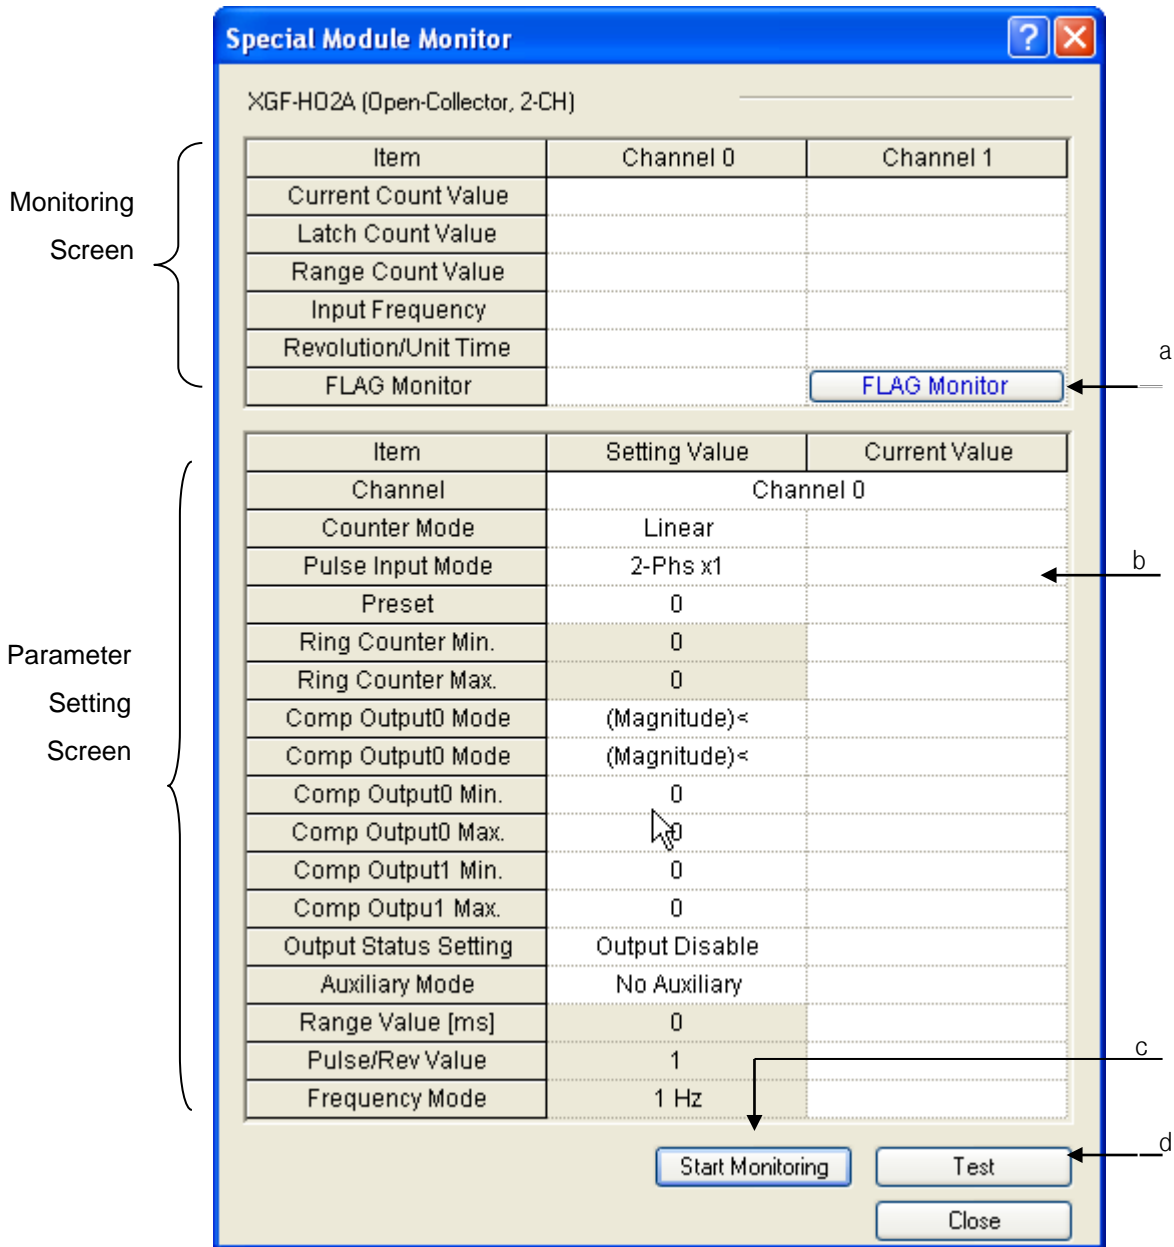 Special Module Monitor
XGF-HO2A (Open-Collector, 2-CH)
Monitoring
Screen
Item Channel 0 Channel 1
Current Count Value
Latch Count Value
Range Count Value
Input Frequency
Revolution/Unit Time
FLAG Monitor FLAG Monitor
a
Parameter
Setting
Screen
Item Setting Value Current Value
Channel Channel 0
Counter Mode Linear
Pulse Input Mode 2-Phs x1
b
Preset 0
Ring Counter Min. 0
Ring Counter Max. 0
Comp Output0 Mode (Magnitude)<
Comp Output0 Mode (Magnitude)<
Comp Output0 Min. 0
Comp Output0 Max. 0
Comp Output1 Min. 0
Comp Outpu1 Max. 0
Output Status Setting Output Disable
Auxiliary Mode No Auxiliary
Range Value [ms] 0
Pulse/Rev Value 1
c
Frequency Mode 1 Hz
Start Monitoring Test
d
Close